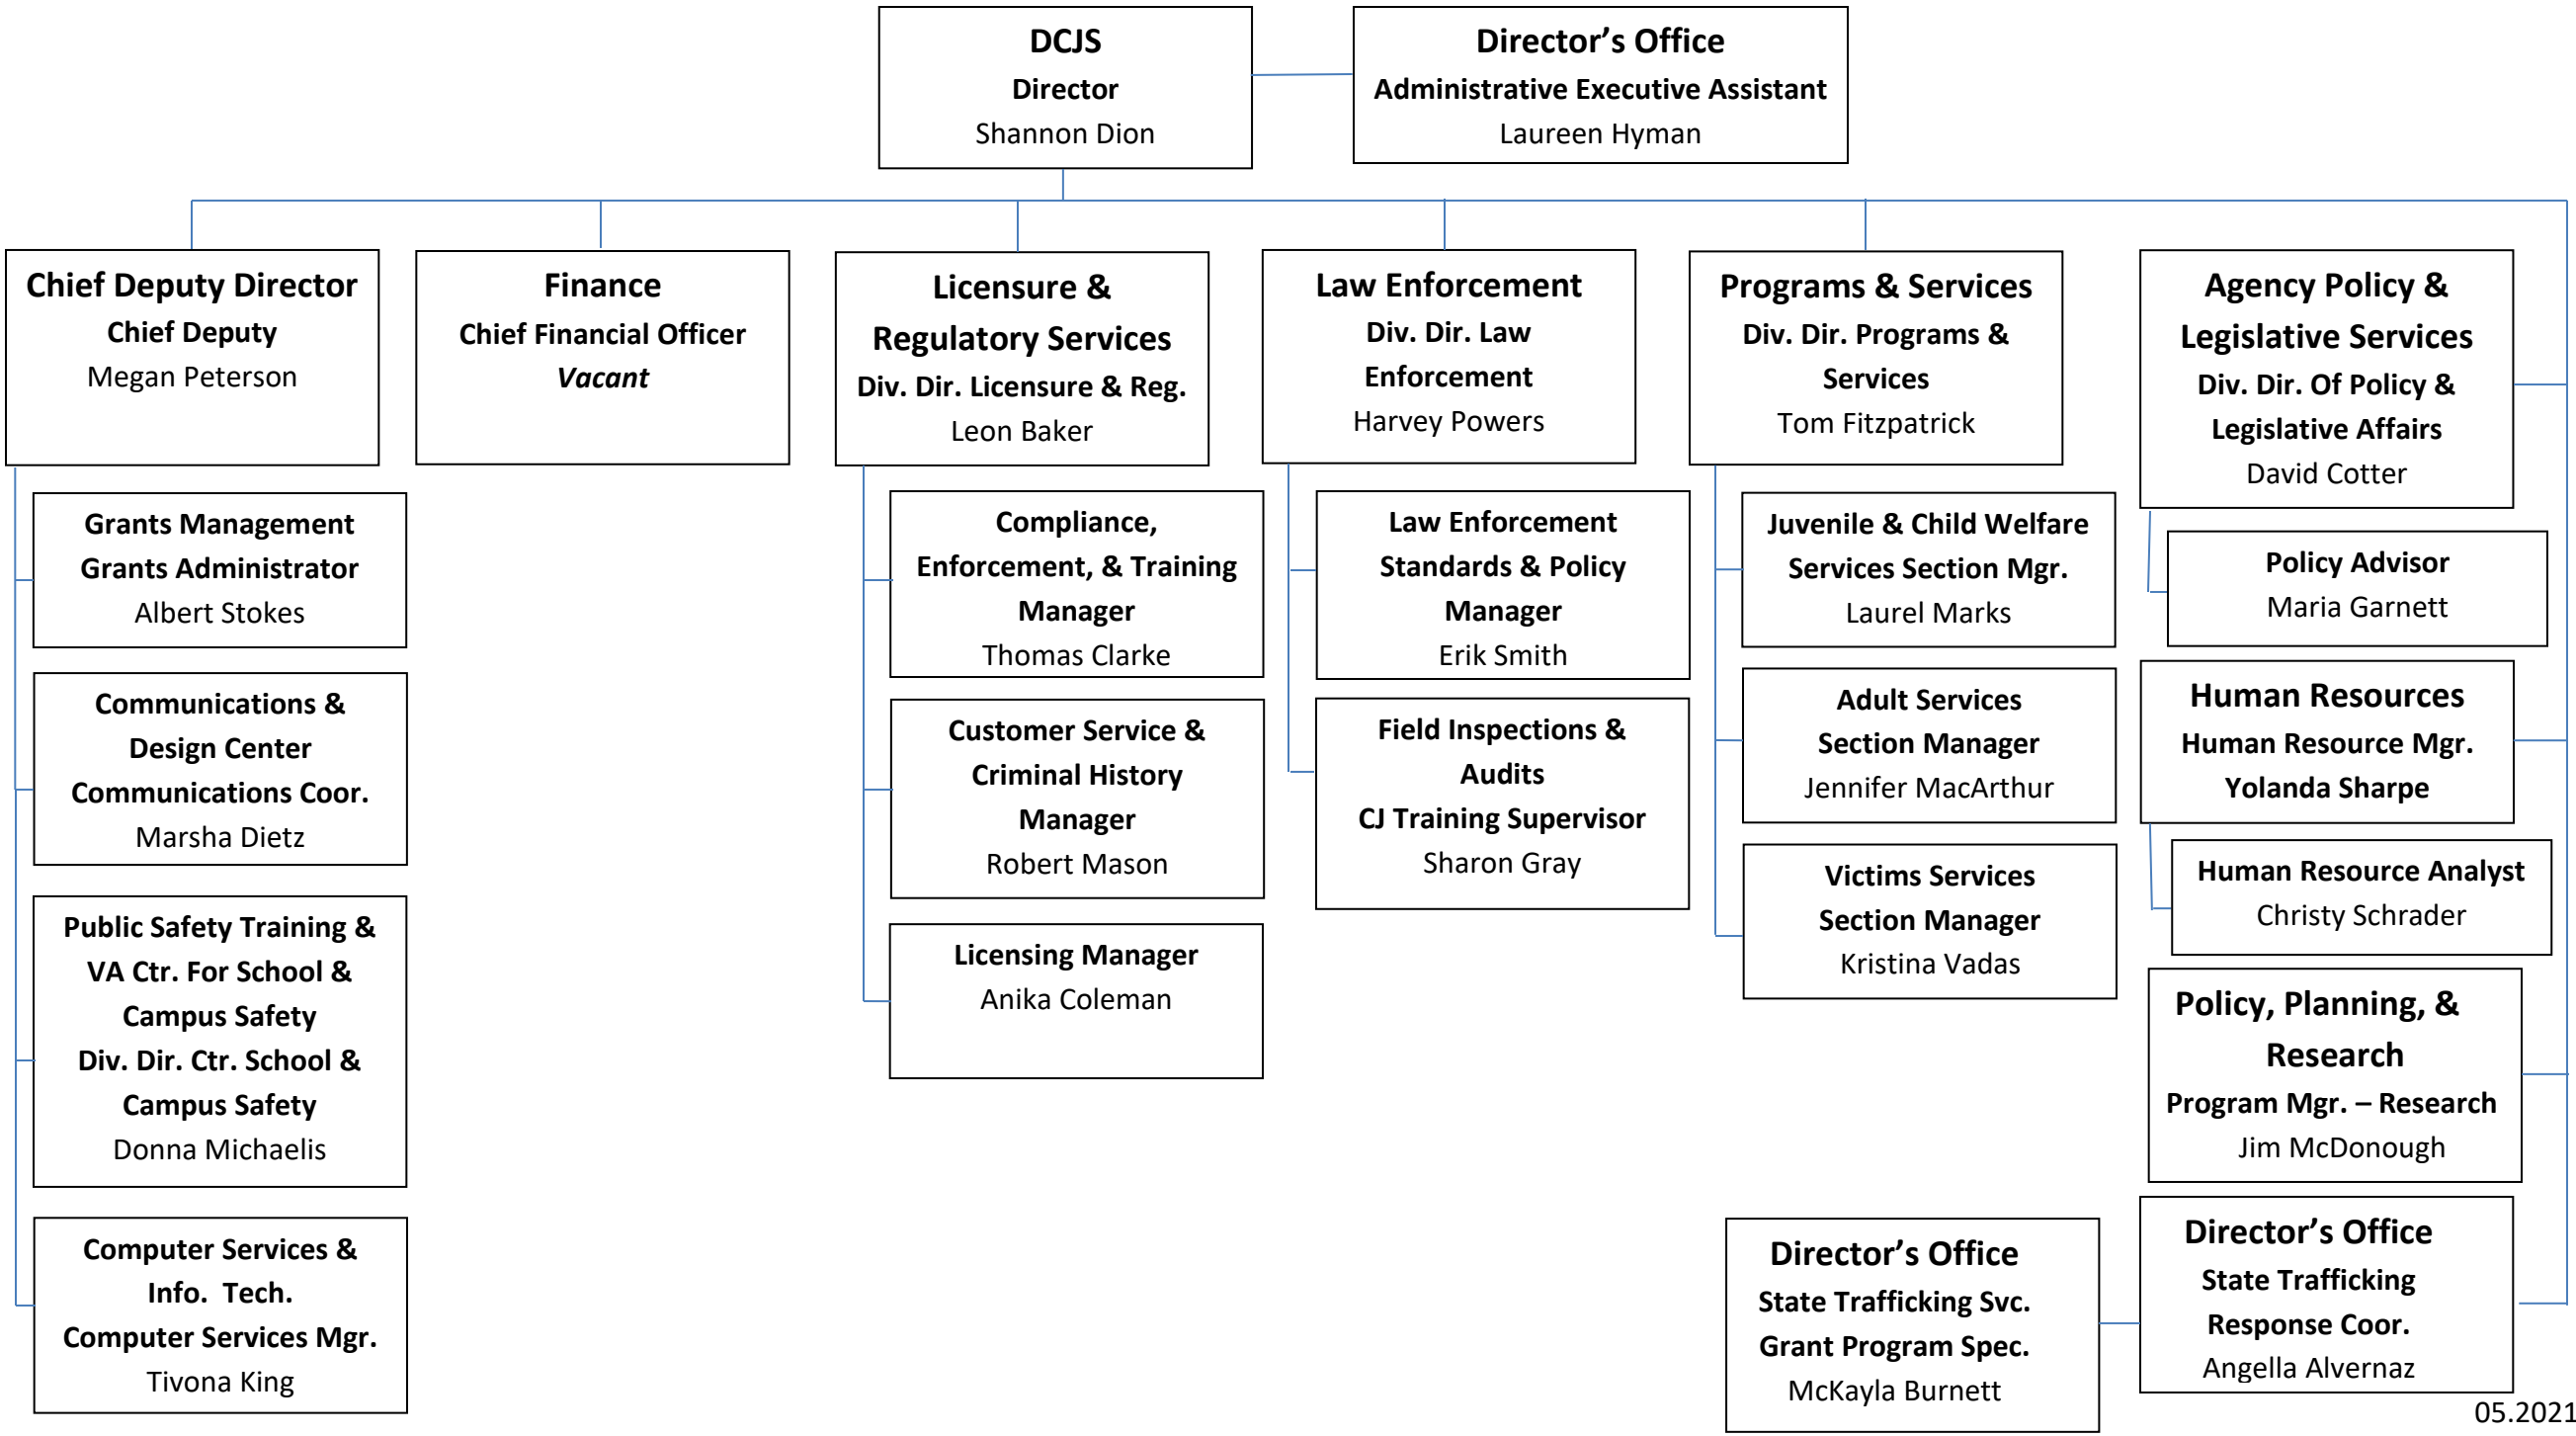 DCJS
Director
Shannon Dion
Director’s Office
Administrative Executive Assistant
Laureen Hyman
Chief Deputy Director
Chief Deputy
Megan Peterson
Finance
Chief Financial Officer
Vacant
Licensure &
Regulatory Services
Div. Dir. Licensure & Reg.
Leon Baker
Law Enforcement
Div. Dir. Law
Enforcement
Harvey Powers
Programs & Services
Div. Dir. Programs &
Services
Tom Fitzpatrick
Agency Policy &
Legislative Services
Div. Dir. Of Policy &
Legislative Affairs
David Cotter
Grants Management
Grants Administrator
Albert Stokes
Communications &
Design Center
Communications Coor.
Marsha Dietz
Public Safety Training &
VA Ctr. For School &
Campus Safety
Div. Dir. Ctr. School &
Campus Safety
Donna Michaelis
Computer Services &
Info.  Tech.
Computer Services Mgr.
Tivona King
Compliance,
Enforcement, & Training
Manager
Thomas Clarke
Customer Service &
Criminal History
Manager
Robert Mason
Licensing Manager
Anika Coleman
Law Enforcement
Standards & Policy
Manager
Erik Smith
Field Inspections &
Audits
CJ Training Supervisor
Sharon Gray
Juvenile & Child Welfare
Services Section Mgr.
Laurel Marks
Adult Services
Section Manager
Jennifer MacArthur
Victims Services
Section Manager
Kristina Vadas
Policy Advisor
Maria Garnett
Human Resources
Human Resource Mgr.
Yolanda Sharpe
Human Resource Analyst
Christy Schrader
Policy, Planning, &
Research
Program Mgr. – Research
Jim McDonough
Director’s Office
State Trafficking Svc.
Grant Program Spec.
McKayla Burnett
Director’s Office
State Trafficking
Response Coor.
Angella Alvernaz
05.2021